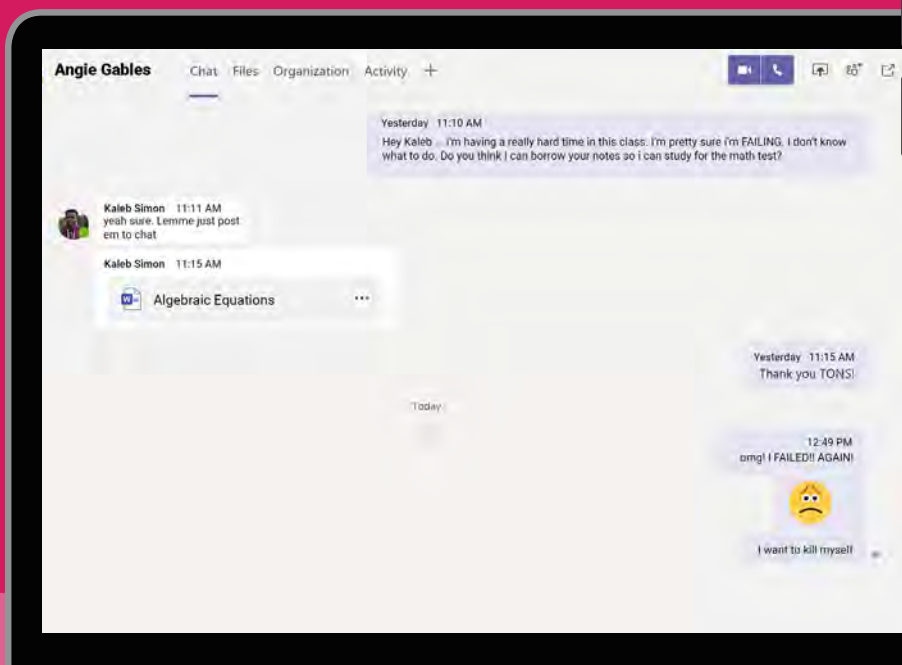 Angie Gables Chat Files Organization Activity +
Yesterday 11:10 AM
Hey Kaleb ... i'm having a really hard time in this class. I'm pretty sure i'm FAILING. I don't know
what to do. Do you think I can borrow your notes so i can study for the math test?
Kaleb Simon 11:11 AM
yeah sure. Lemme just post
em to chat
Kaleb Simon 11:15 AM
W Algebraic Equations ...
Yesterday 11:15 AM
Thank you TONS!
Today
12:49 PM
omg! I FAILED!! AGAIN!
I want to kill myself